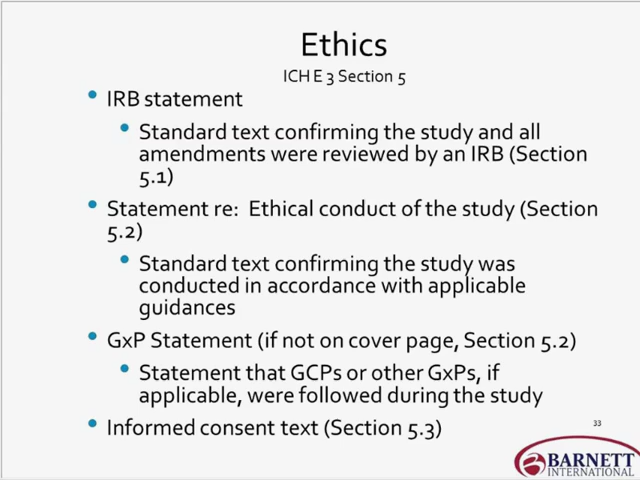 Ethics
ICH E 3 Section 5
• IRB statement
• Standard text confirming the study and all
amendments were reviewed by an IRB (Section
5.1)
• Statement re: Ethical conduct of the study (Section
5.2)
• Standard text confirming the study was
conducted in accordance with applicable
guidances
• GxP Statement (if not on cover page, Section 5.2)
• Statement that GCPs or other GxPs, if
applicable, were followed during the study
• Informed consent text (Section 5.3)
33
BARNETT
INTERNATIONAL